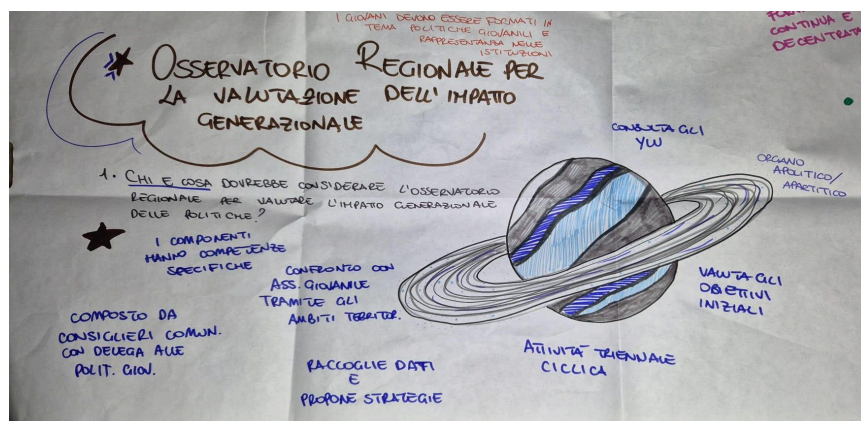 I GIOVANI DEVONO ESSERE FORMATI IN
TEMA POLITICHE GIOVANILI E
RAPPRESENTANZA NELLE
ISTITUZIONI
CONTINUA E
DECENTRATA
OSSERVATORIO REGIONALE PER
LA VALUTAZIONE DELL'IMPATTO
GENERAZIONALE
1. CHI E COSA DOVREBBE CONSIDERARE L'OSSERVATORIO
REGIONALE PER VALUTARE L'IMPATTO GENERAZIONALE
DELLE POLITICHE?
I COMPONENTI
HANNO COMPETENZE
SPECIFICHE
COMPOSTO DA
CONSIGLIERI COMUN.
CON DELEGA ALLE
POLIT. GIOV.
CONFRONTO CON
ASS. GIOVANILE
TRAMITE GLI
AMBITI TERRITOR.
RACCOGLIE DATI
E
PROPONE STRATEGIE
CONSULTA GLI
YW
ORGANO
APOLITICO/
APARTITICO
VALUTA GLI
OBIETTIVI
INIZIALI
ATTIVITÀ TRIENNALE
CICLICA